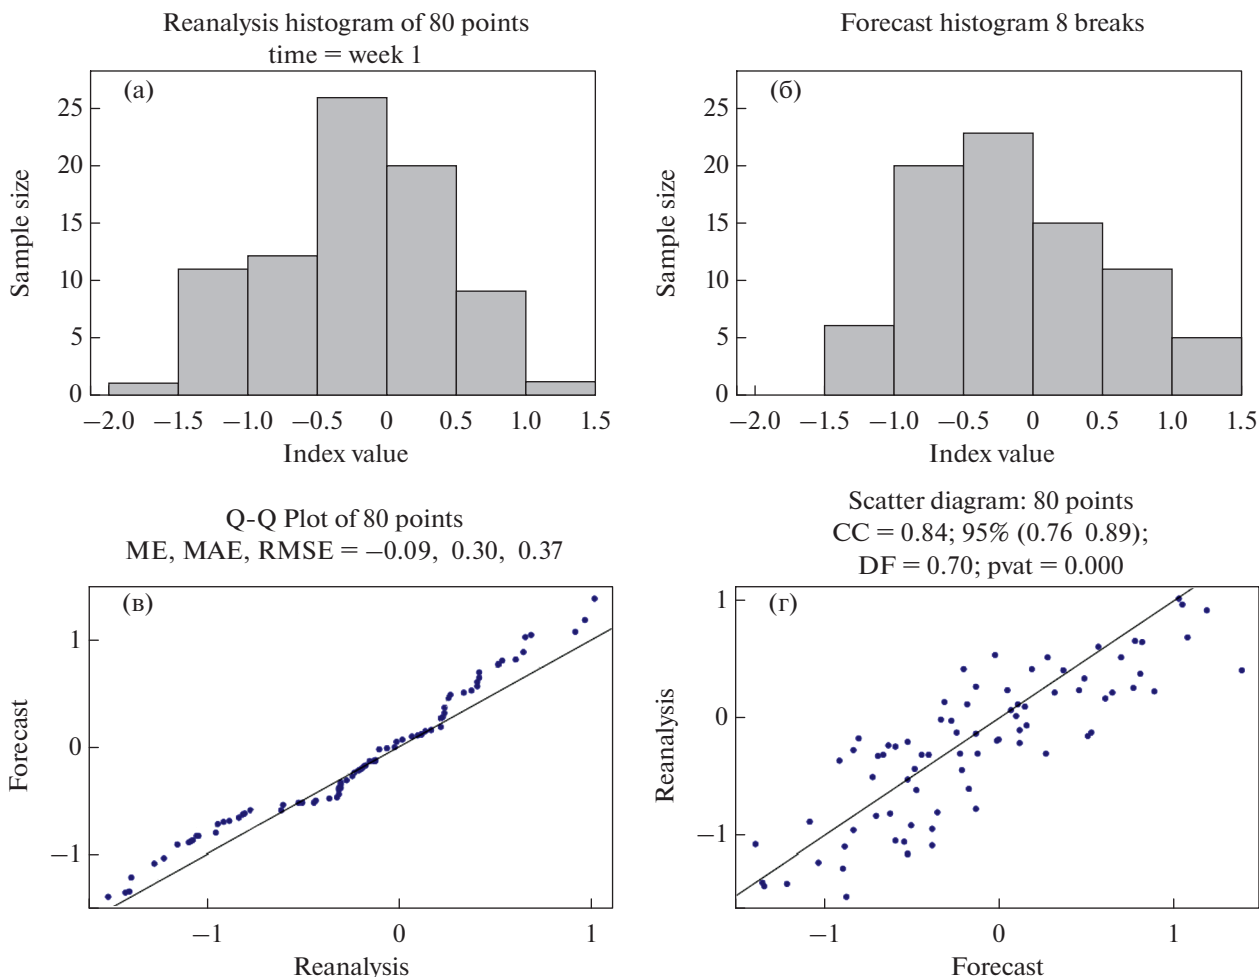 Reanalysis histogram of 80 points
time = week 1
(а)
25
20
15
10
5
0
Sample size
−2.0 −1.5 −1.0 −0.5 0 0.5 1.0 1.5
Index value
Forecast histogram 8 breaks
(б)
25
20
15
10
5
0
Sample size
−2.0 −1.5 −1.0 −0.5 0 0.5 1.0 1.5
Index value
Q-Q Plot of 80 points
ME, MAE, RMSE = −0.09, 0.30, 0.37
(в)
1
0
−1
Forecast
−1 0 1
Reanalysis
Scatter diagram: 80 points
CC = 0.84; 95% (0.76 0.89);
DF = 0.70; pvat = 0.000
(г)
1
0
−1
Reanalysis
−1 0 1
Forecast